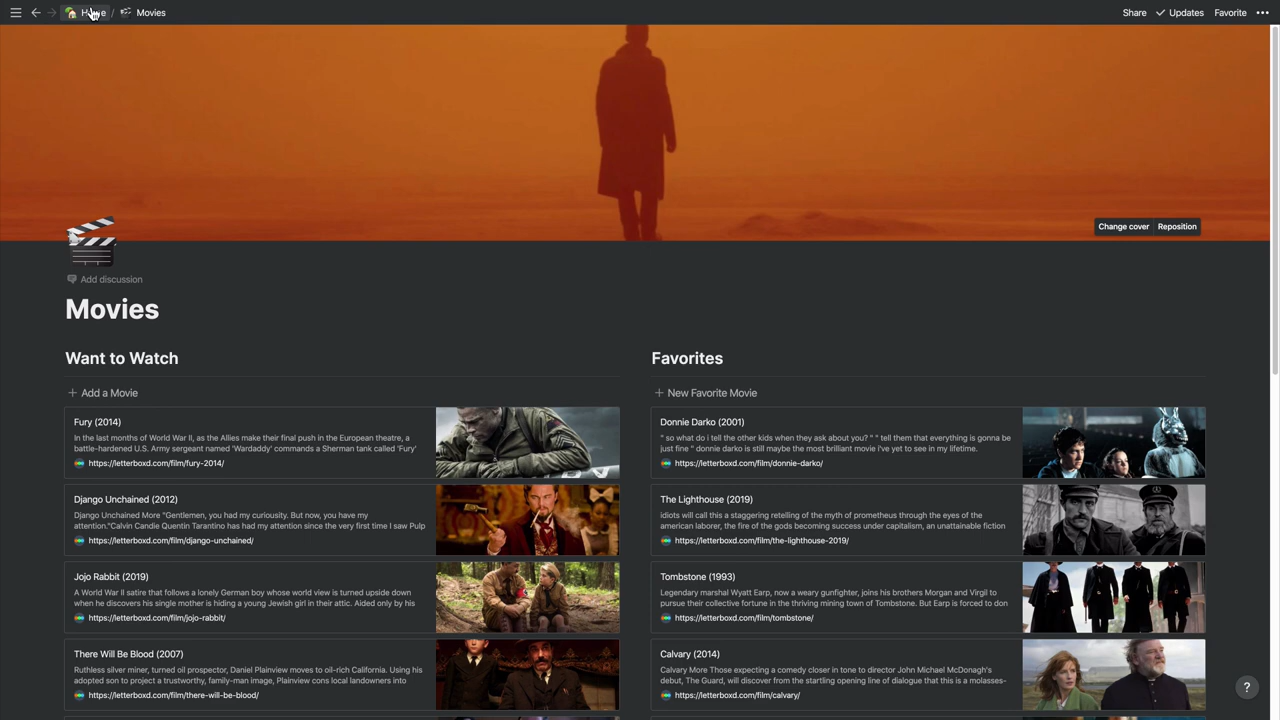 Home / Movies
Share
Updates
Favorite
Change cover
Reposition
Add discussion
Movies
Want to Watch
+ Add a Movie
Fury (2014)
In the last months of World War II, as the Allies make their final push in the European theatre, a
battle-hardened U.S. Army sergeant named 'Wardaddy' commands a Sherman tank called 'Fury'
https://letterboxd.com/film/fury-2014/
Django Unchained (2012)
Django Unchained More "Gentlemen, you had my curiosity. But now, you have my
attention."Calvin Candie Quentin Tarantino has had my attention since the very first time I saw Pulp
https://letterboxd.com/film/django-unchained/
Jojo Rabbit (2019)
A World War II satire that follows a lonely German boy whose world view is turned upside down
when he discovers his single mother is hiding a young Jewish girl in their attic. Aided only by his
https://letterboxd.com/film/jojo-rabbit/
There Will Be Blood (2007)
Ruthless silver miner, turned oil prospector, Daniel Plainview moves to oil-rich California. Using his
adopted son to project a trustworthy, family-man image, Plainview cons local landowners into
https://letterboxd.com/film/there-will-be-blood/
Favorites
+ New Favorite Movie
Donnie Darko (2001)
" so what do i tell the other kids when they ask about you? " " tell them that everything is gonna be
just fine " donnie darko is still maybe the most brilliant movie i've yet to see in my lifetime.
https://letterboxd.com/film/donnie-darko/
The Lighthouse (2019)
idiots will call this a staggering retelling of the myth of prometheus through the eyes of the
american laborer, the fire of the gods becoming success under capitalism, an unattainable fiction
https://letterboxd.com/film/the-lighthouse-2019/
Tombstone (1993)
Legendary marshal Wyatt Earp, now a weary gunfighter, joins his brothers Morgan and Virgil to
pursue their collective fortune in the thriving mining town of Tombstone. But Earp is forced to don
https://letterboxd.com/film/tombstone/
Calvary (2014)
Calvary More Those expecting a comedy closer in tone to director John Michael McDonagh's
debut, The Guard, will discover from the startling opening line of dialogue that this is a molasses-
https://letterboxd.com/film/calvary/
?